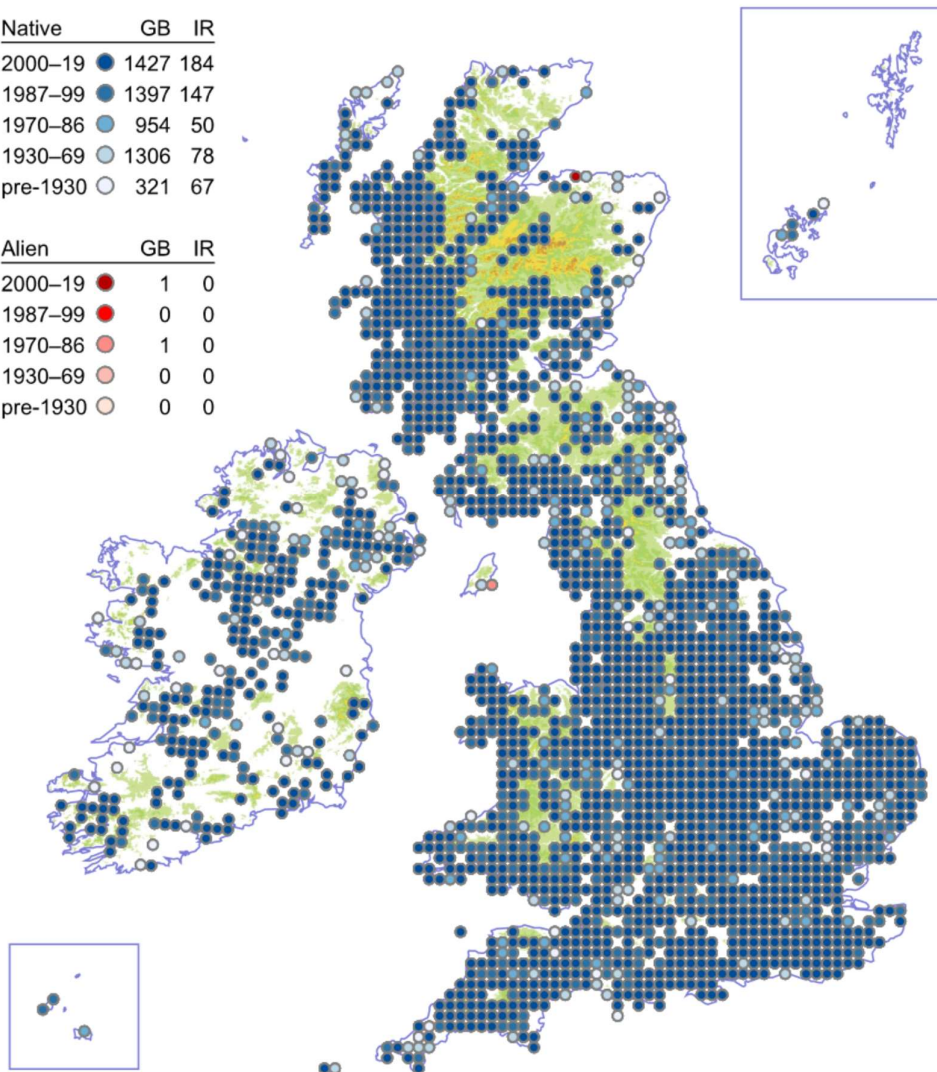 Native GB IR
2000–19 1427 184
1987–99 1397 147
1970–86 954 50
1930–69 1306 78
pre-1930 321 67
Alien GB IR
2000–19 1 0
1987–99 0 0
1970–86 1 0
1930–69 0 0
pre-1930 0 0